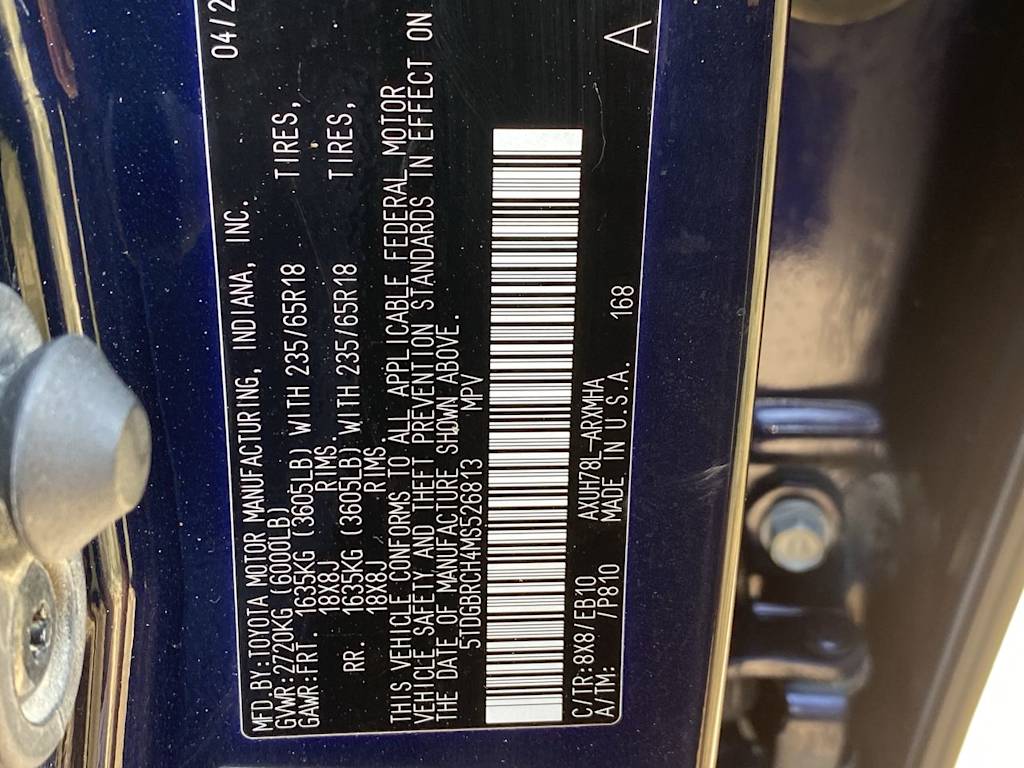 04/2
MFD BY:TOYOTA MOTOR MANUFACTURING, INDIANA, INC.
GVWR:2720KG (6000LB)
GAWR:FRT. 1635KG (3605LB) WITH 235/65R18 TIRES,
18X8J RIMS.
RR. 1635KG (3605LB) WITH 235/65R18 TIRES,
18X8J RIMS.
THIS VEHICLE CONFORMS TO ALL APPLICABLE FEDERAL MOTOR
VEHICLE SAFETY AND THEFT PREVENTION STANDARDS IN EFFECT ON
THE DATE OF MANUFACTURE SHOWN ABOVE.
5TDGBRCH4MS526813 MPV
C/TR:8X8/EB10 AXUH78L-ARXMHA 168 A
A/TM: /P810 MADE IN U.S.A.